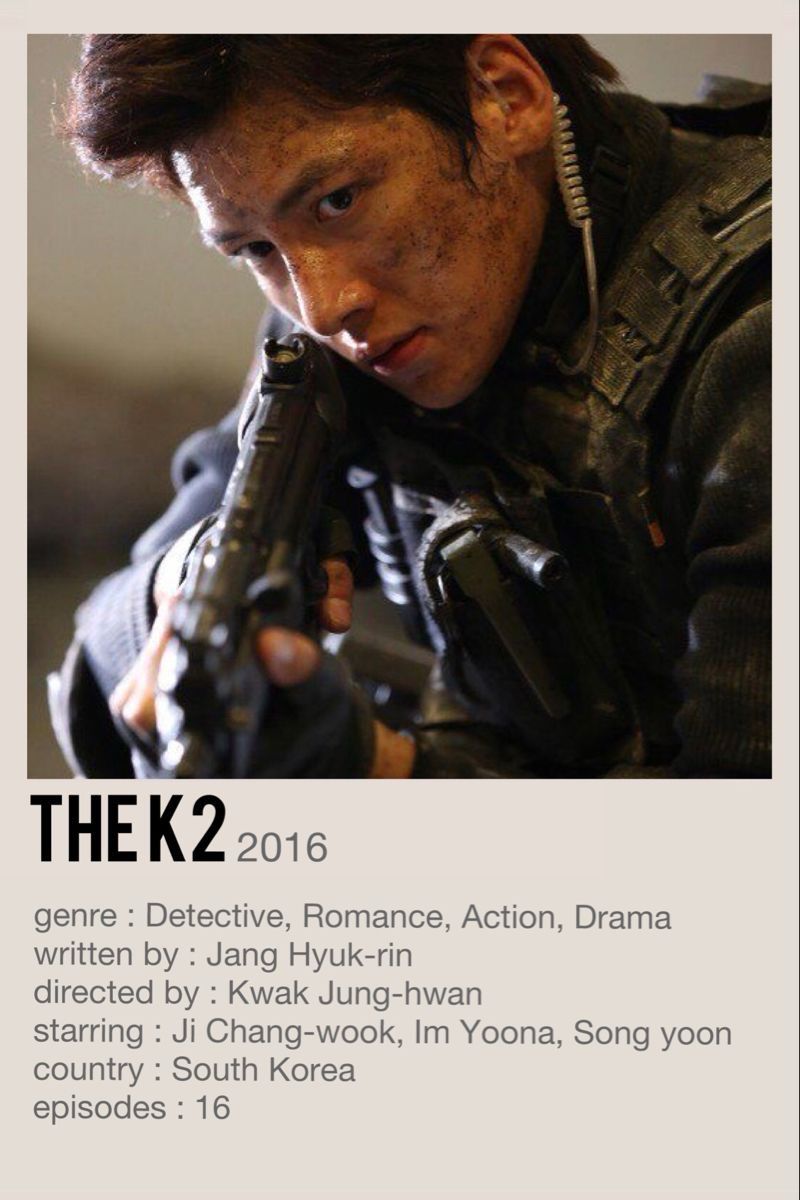 THE K2 2016
genre : Detective, Romance, Action, Drama
written by : Jang Hyuk-rin
directed by : Kwak Jung-hwan
starring : Ji Chang-wook, Im Yoona, Song yoon
country : South Korea
episodes : 16